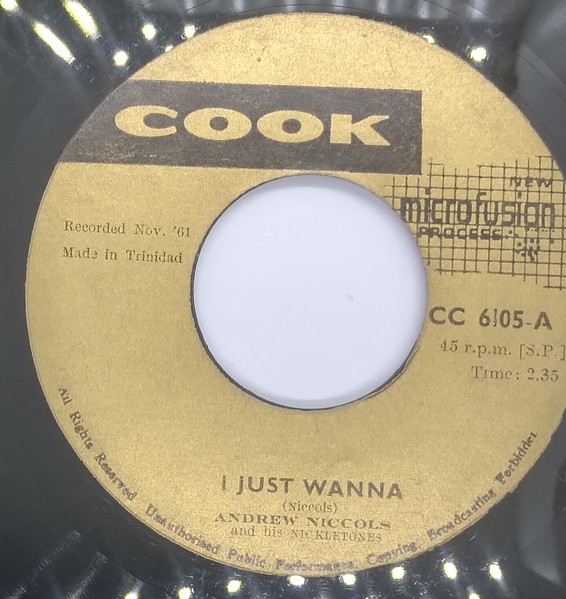 COOK
NEW
microfusion
PROCESS
Recorded Nov. '61
Made in Trinidad
CC 6105-A
45 r.p.m. [S.P.]
Time: 2.35
I JUST WANNA
(Niccols)
ANDREW NICCOLS
and his NICKLETONES
All Rights Reserved Unauthorised Public Performance, Copying, Broadcasting Forbidden